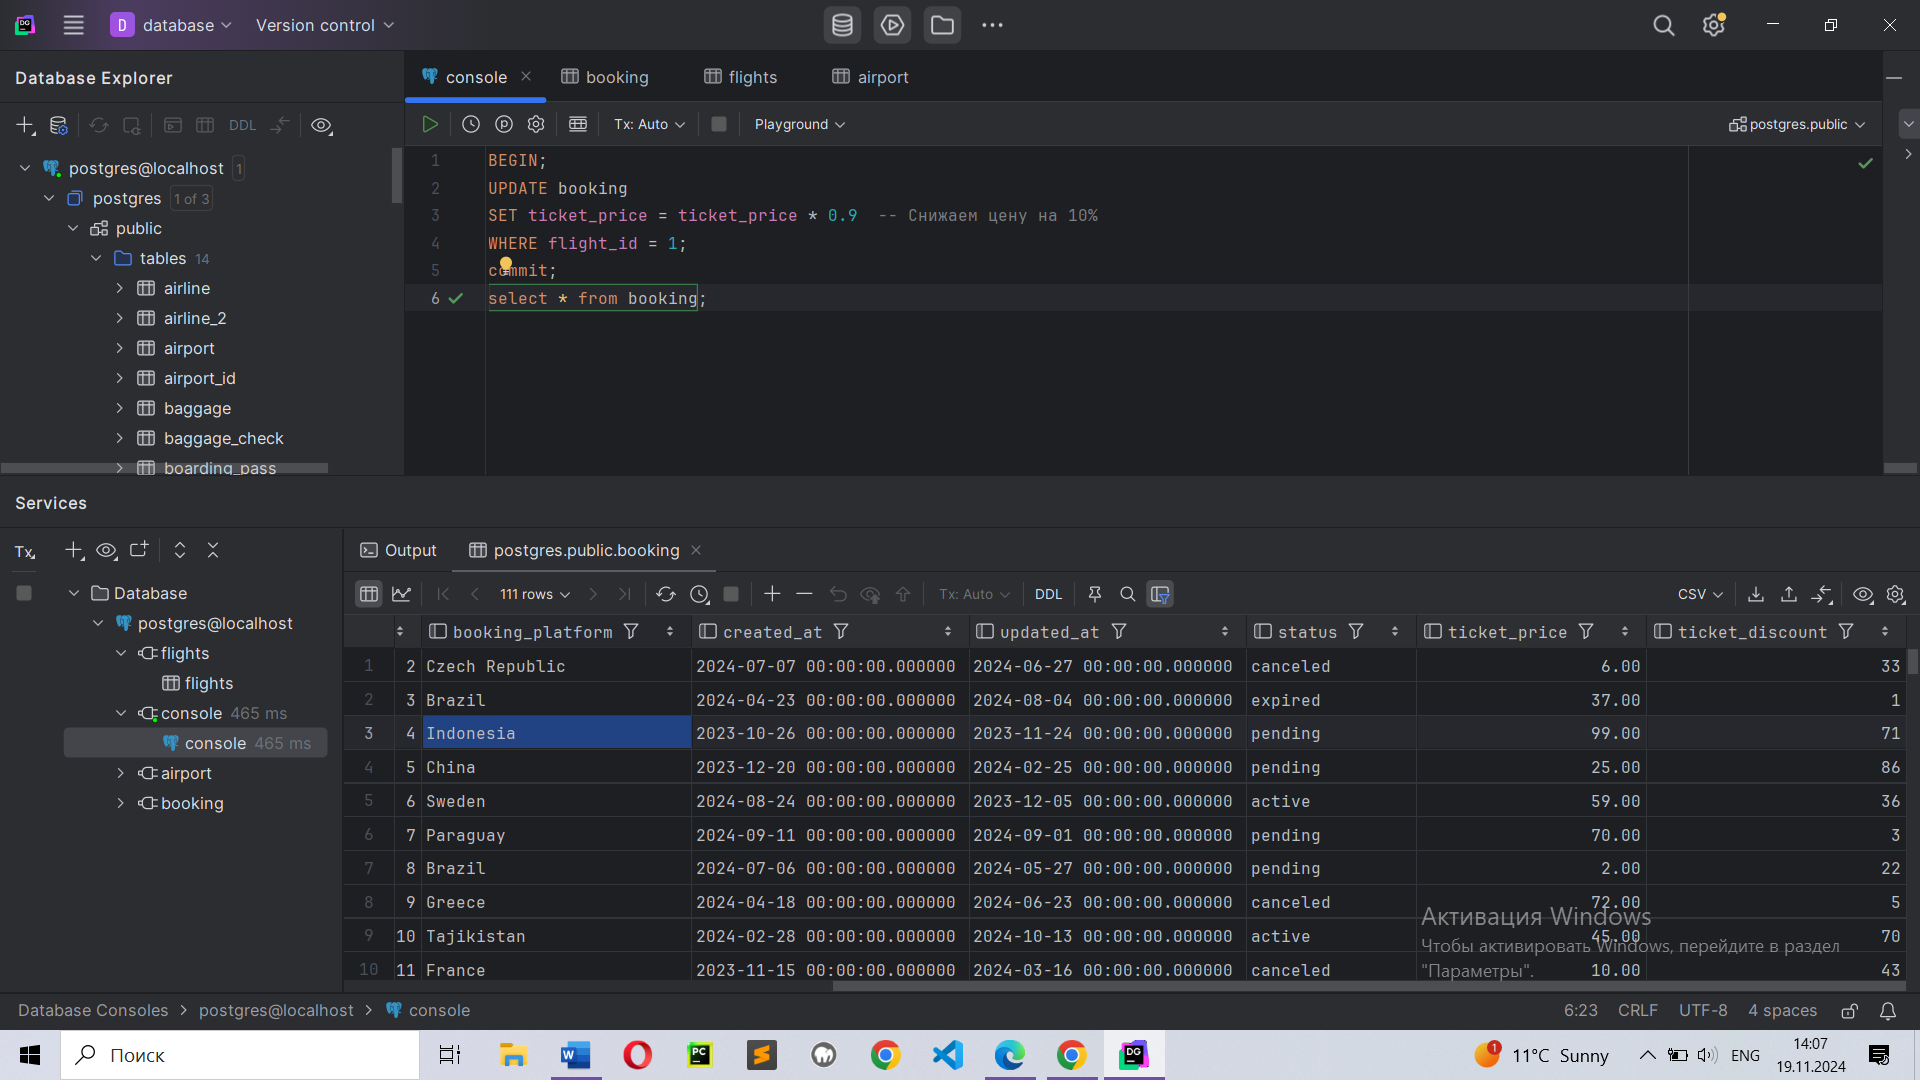 D database Version control
Database Explorer
console
booking
flights
airport
DDL
Tx: Auto
Playground
postgres.public
postgres@localhost 1
postgres 1 of 3
public
tables 14
airline
airline_2
airport
airport_id
baggage
baggage_check
boarding_pass
1 BEGIN;
2 UPDATE booking
3 SET ticket_price = ticket_price * 0.9 -- Снижаем цену на 10%
4 WHERE flight_id = 1;
5 commit;
6 select * from booking;
Services
Tx
Database
postgres@localhost
flights
flights
console 465 ms
console 465 ms
airport
booking
Output
postgres.public.booking
111 rows
Tx: Auto
DDL
CSV
booking_platform created_at updated_at status ticket_price ticket_discount
1 2 Czech Republic 2024-07-07 00:00:00.000000 2024-06-27 00:00:00.000000 canceled 6.00 33
2 3 Brazil 2024-04-23 00:00:00.000000 2024-08-04 00:00:00.000000 expired 37.00 1
3 4 Indonesia 2023-10-26 00:00:00.000000 2023-11-24 00:00:00.000000 pending 99.00 71
4 5 China 2023-12-20 00:00:00.000000 2024-02-25 00:00:00.000000 pending 25.00 86
5 6 Sweden 2024-08-24 00:00:00.000000 2023-12-05 00:00:00.000000 active 59.00 36
6 7 Paraguay 2024-09-11 00:00:00.000000 2024-09-01 00:00:00.000000 pending 70.00 3
7 8 Brazil 2024-07-06 00:00:00.000000 2024-05-27 00:00:00.000000 pending 2.00 22
8 9 Greece 2024-04-18 00:00:00.000000 2024-06-23 00:00:00.000000 canceled 72.00 5
9 10 Tajikistan 2024-02-28 00:00:00.000000 2024-10-13 00:00:00.000000 active 45.00 70
10 11 France 2023-11-15 00:00:00.000000 2024-03-16 00:00:00.000000 canceled 10.00 43
Активация Windows
Чтобы активировать Windows, перейдите в раздел
"Параметры".
Database Consoles > postgres@localhost > console
6:23 CRLF UTF-8 4 spaces
Поиск
11°C Sunny
ENG
14:07
19.11.2024